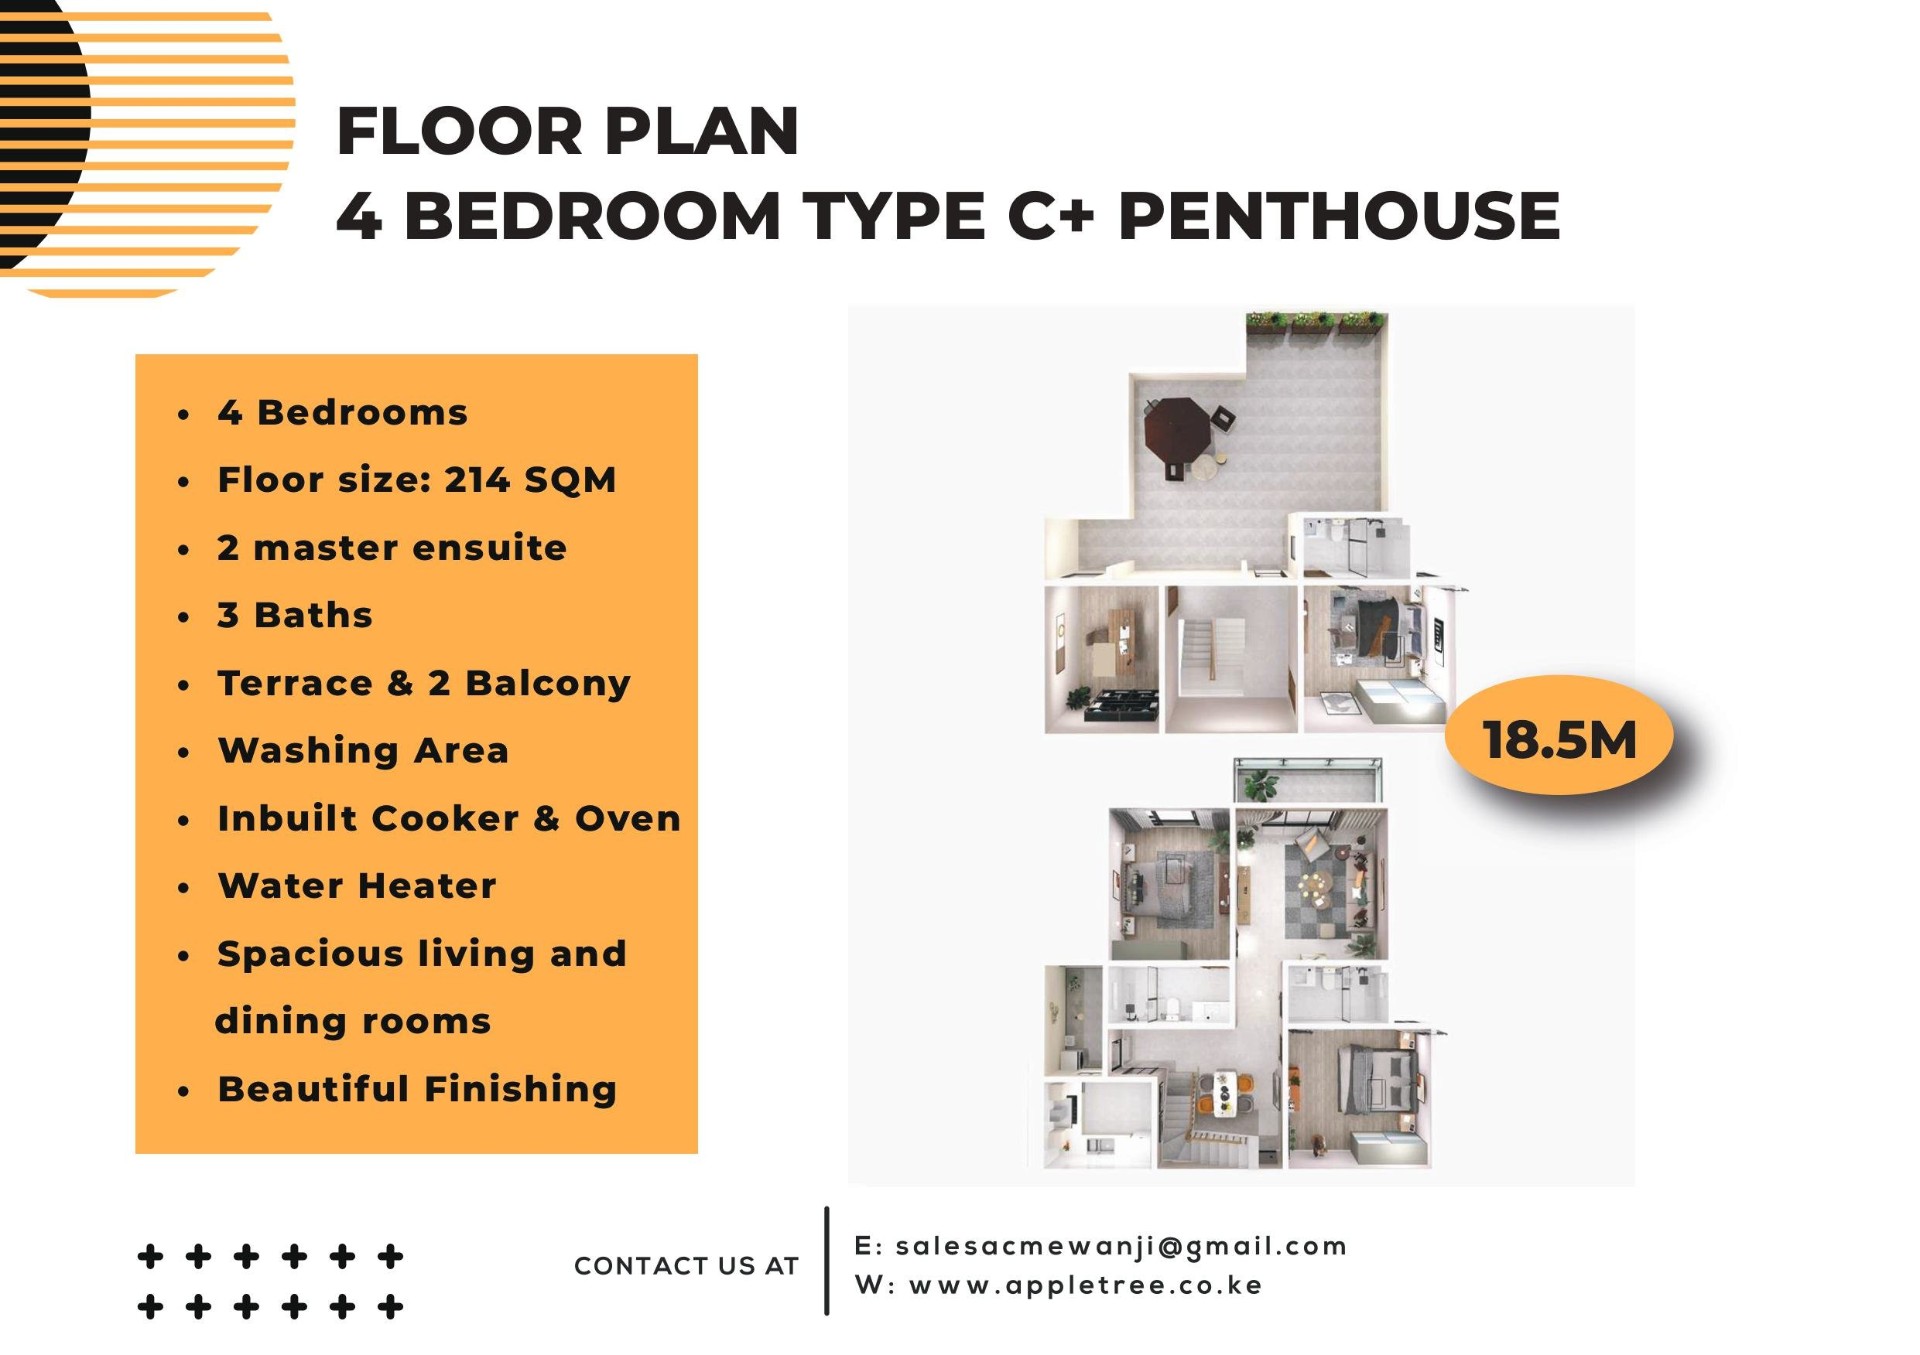 FLOOR PLAN
4 BEDROOM TYPE C+ PENTHOUSE
• 4 Bedrooms
• Floor size: 214 SQM
• 2 master ensuite
• 3 Baths
• Terrace & 2 Balcony
• Washing Area
• Inbuilt Cooker & Oven
• Water Heater
• Spacious living and
dining rooms
• Beautiful Finishing
18.5M
CONTACT US AT
E: salesacmewanji@gmail.com
W: www.appletree.co.ke